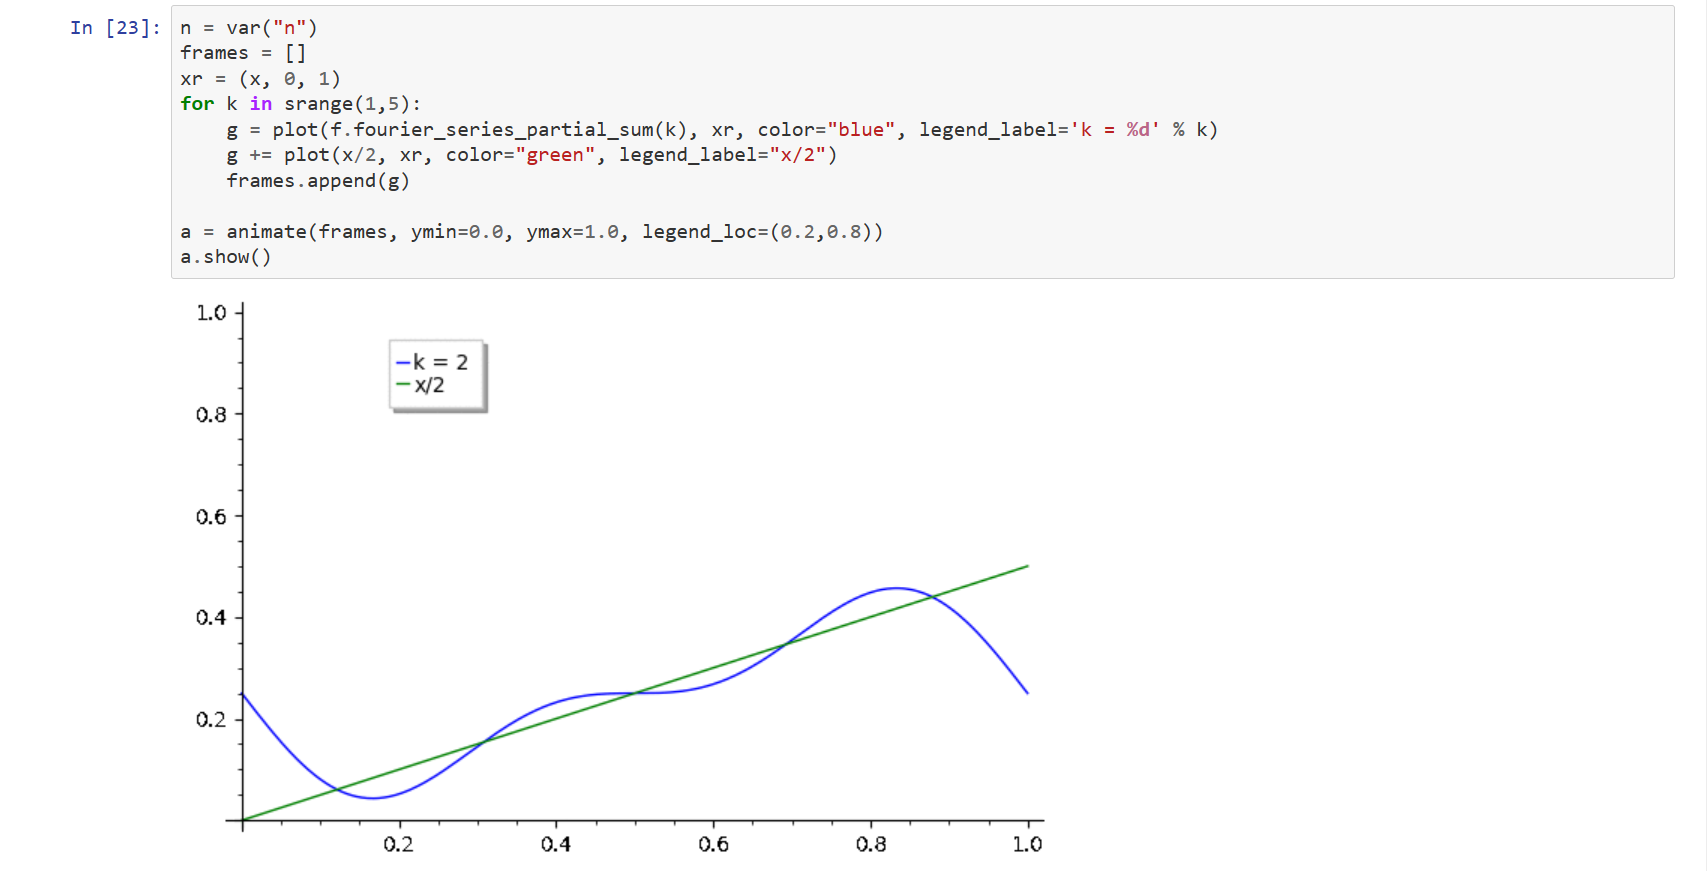 In [23]: n = var("n")
frames = []
xr = (x, 0, 1)
for k in srange(1,5):
    g = plot(f.fourier_series_partial_sum(k), xr, color="blue", legend_label='k = %d' % k)
    g += plot(x/2, xr, color="green", legend_label="x/2")
    frames.append(g)

a = animate(frames, ymin=0.0, ymax=1.0, legend_loc=(0.2,0.8))
a.show()
1.0
k = 2
x/2
0.8
0.6
0.4
0.2
0.2 0.4 0.6 0.8 1.0